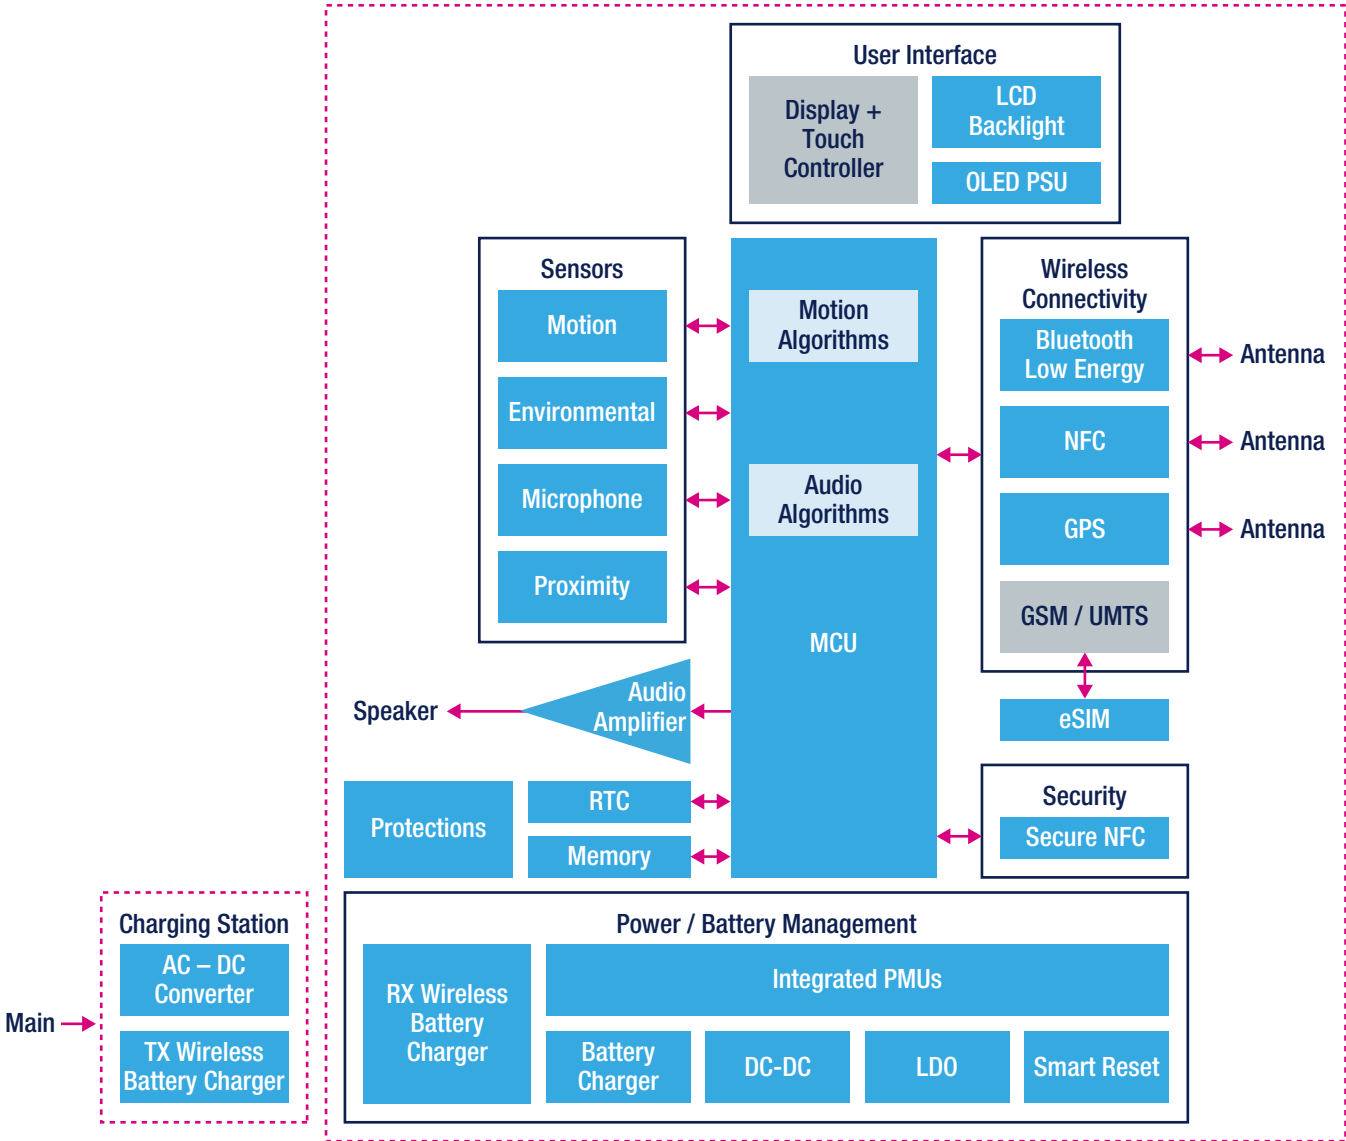 User Interface
Display +
Touch
Controller
LCD
Backlight
OLED PSU
Sensors
Motion
Environmental
Microphone
Proximity
Motion
Algorithms
Audio
Algorithms
MCU
Wireless
Connectivity
Bluetooth
Low Energy
NFC
GPS
GSM / UMTS
Antenna
Antenna
Antenna
eSIM
Speaker
Audio
Amplifier
Protections
RTC
Memory
Security
Secure NFC
Main
Charging Station
AC – DC
Converter
TX Wireless
Battery Charger
Power / Battery Management
RX Wireless
Battery
Charger
Integrated PMUs
Battery
Charger
DC-DC
LDO
Smart Reset